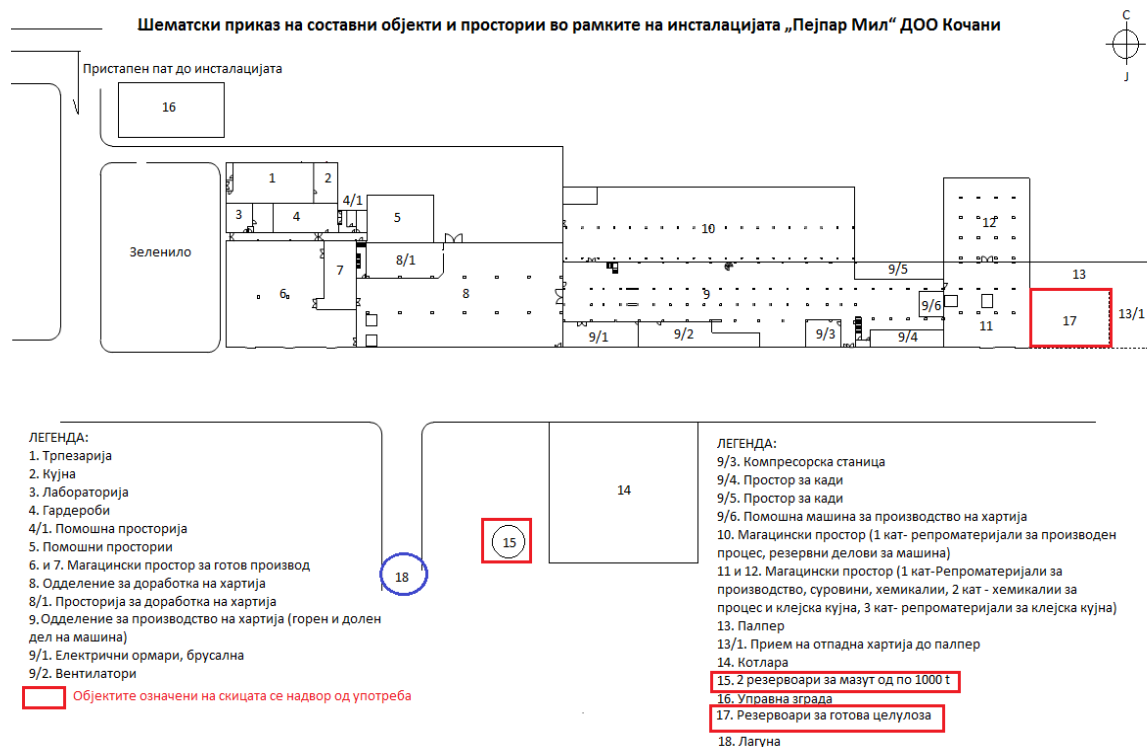 Шематски приказ на составни објекти и простории во рамките на инсталацијата „Пејпар Мил“ ДОО Кочани
С
Ј
Пристапен пат до инсталацијата
16
1
2
4/1
3
4
5
Зеленило
6
7
8/1
8
10
9
9/5
9/6
12
13
11
17
13/1
9/1
9/2
9/3
9/4
14
15
18
ЛЕГЕНДА:
1. Трпезарија
2. Кујна
3. Лабораторија
4. Гардероби
4/1. Помошна просторија
5. Помошни простории
6. и 7. Магацински простор за готов производ
8. Одделение за доработка на хартија
8/1. Просторија за доработка на хартија
9. Одделение за производство на хартија (горен и долен
дел на машина)
9/1. Електрични ормари, брусална
9/2. Вентилатори
Објектите означени на скицата се надвор од употреба
ЛЕГЕНДА:
9/3. Компресорска станица
9/4. Простор за кади
9/5. Простор за кади
9/6. Помошна машина за производство на хартија
10. Магацински простор (1 кат- репроматеријали за производен
процес, резервни делови за машина)
11 и 12. Магацински простор (1 кат-Репроматеријали за
производство, суровини, хемикалии, 2 кат - хемикалии за
процес и клејска кујна, 3 кат- репроматеријали за клејска кујна)
13. Палпер
13/1. Прием на отпадна хартија до палпер
14. Котлара
15. 2 резервоари за мазут од по 1000 t
16. Управна зграда
17. Резервоари за готова целулоза
18. Лагуна